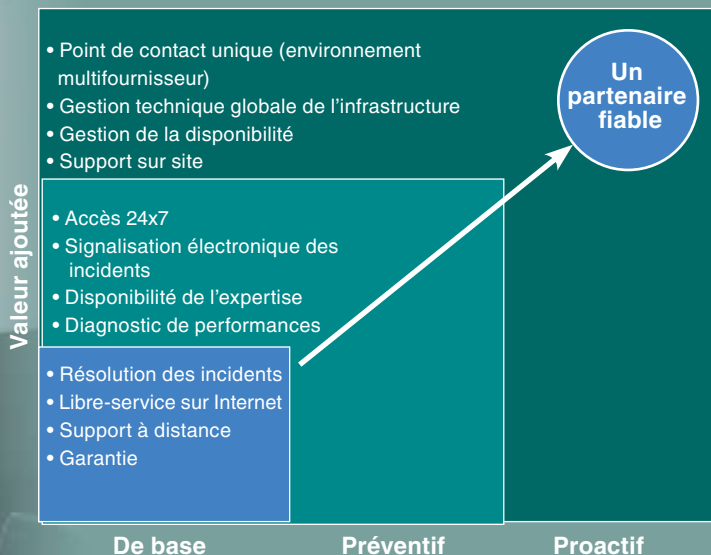 • Point de contact unique (environnement
multifournisseur)
• Gestion technique globale de l’infrastructure
• Gestion de la disponibilité
• Support sur site
Un
partenaire
fiable
• Accès 24x7
• Signalisation électronique des
incidents
• Disponibilité de l’expertise
• Diagnostic de performances
• Résolution des incidents
• Libre-service sur Internet
• Support à distance
• Garantie
Valeur ajoutée
De base
Préventif
Proactif